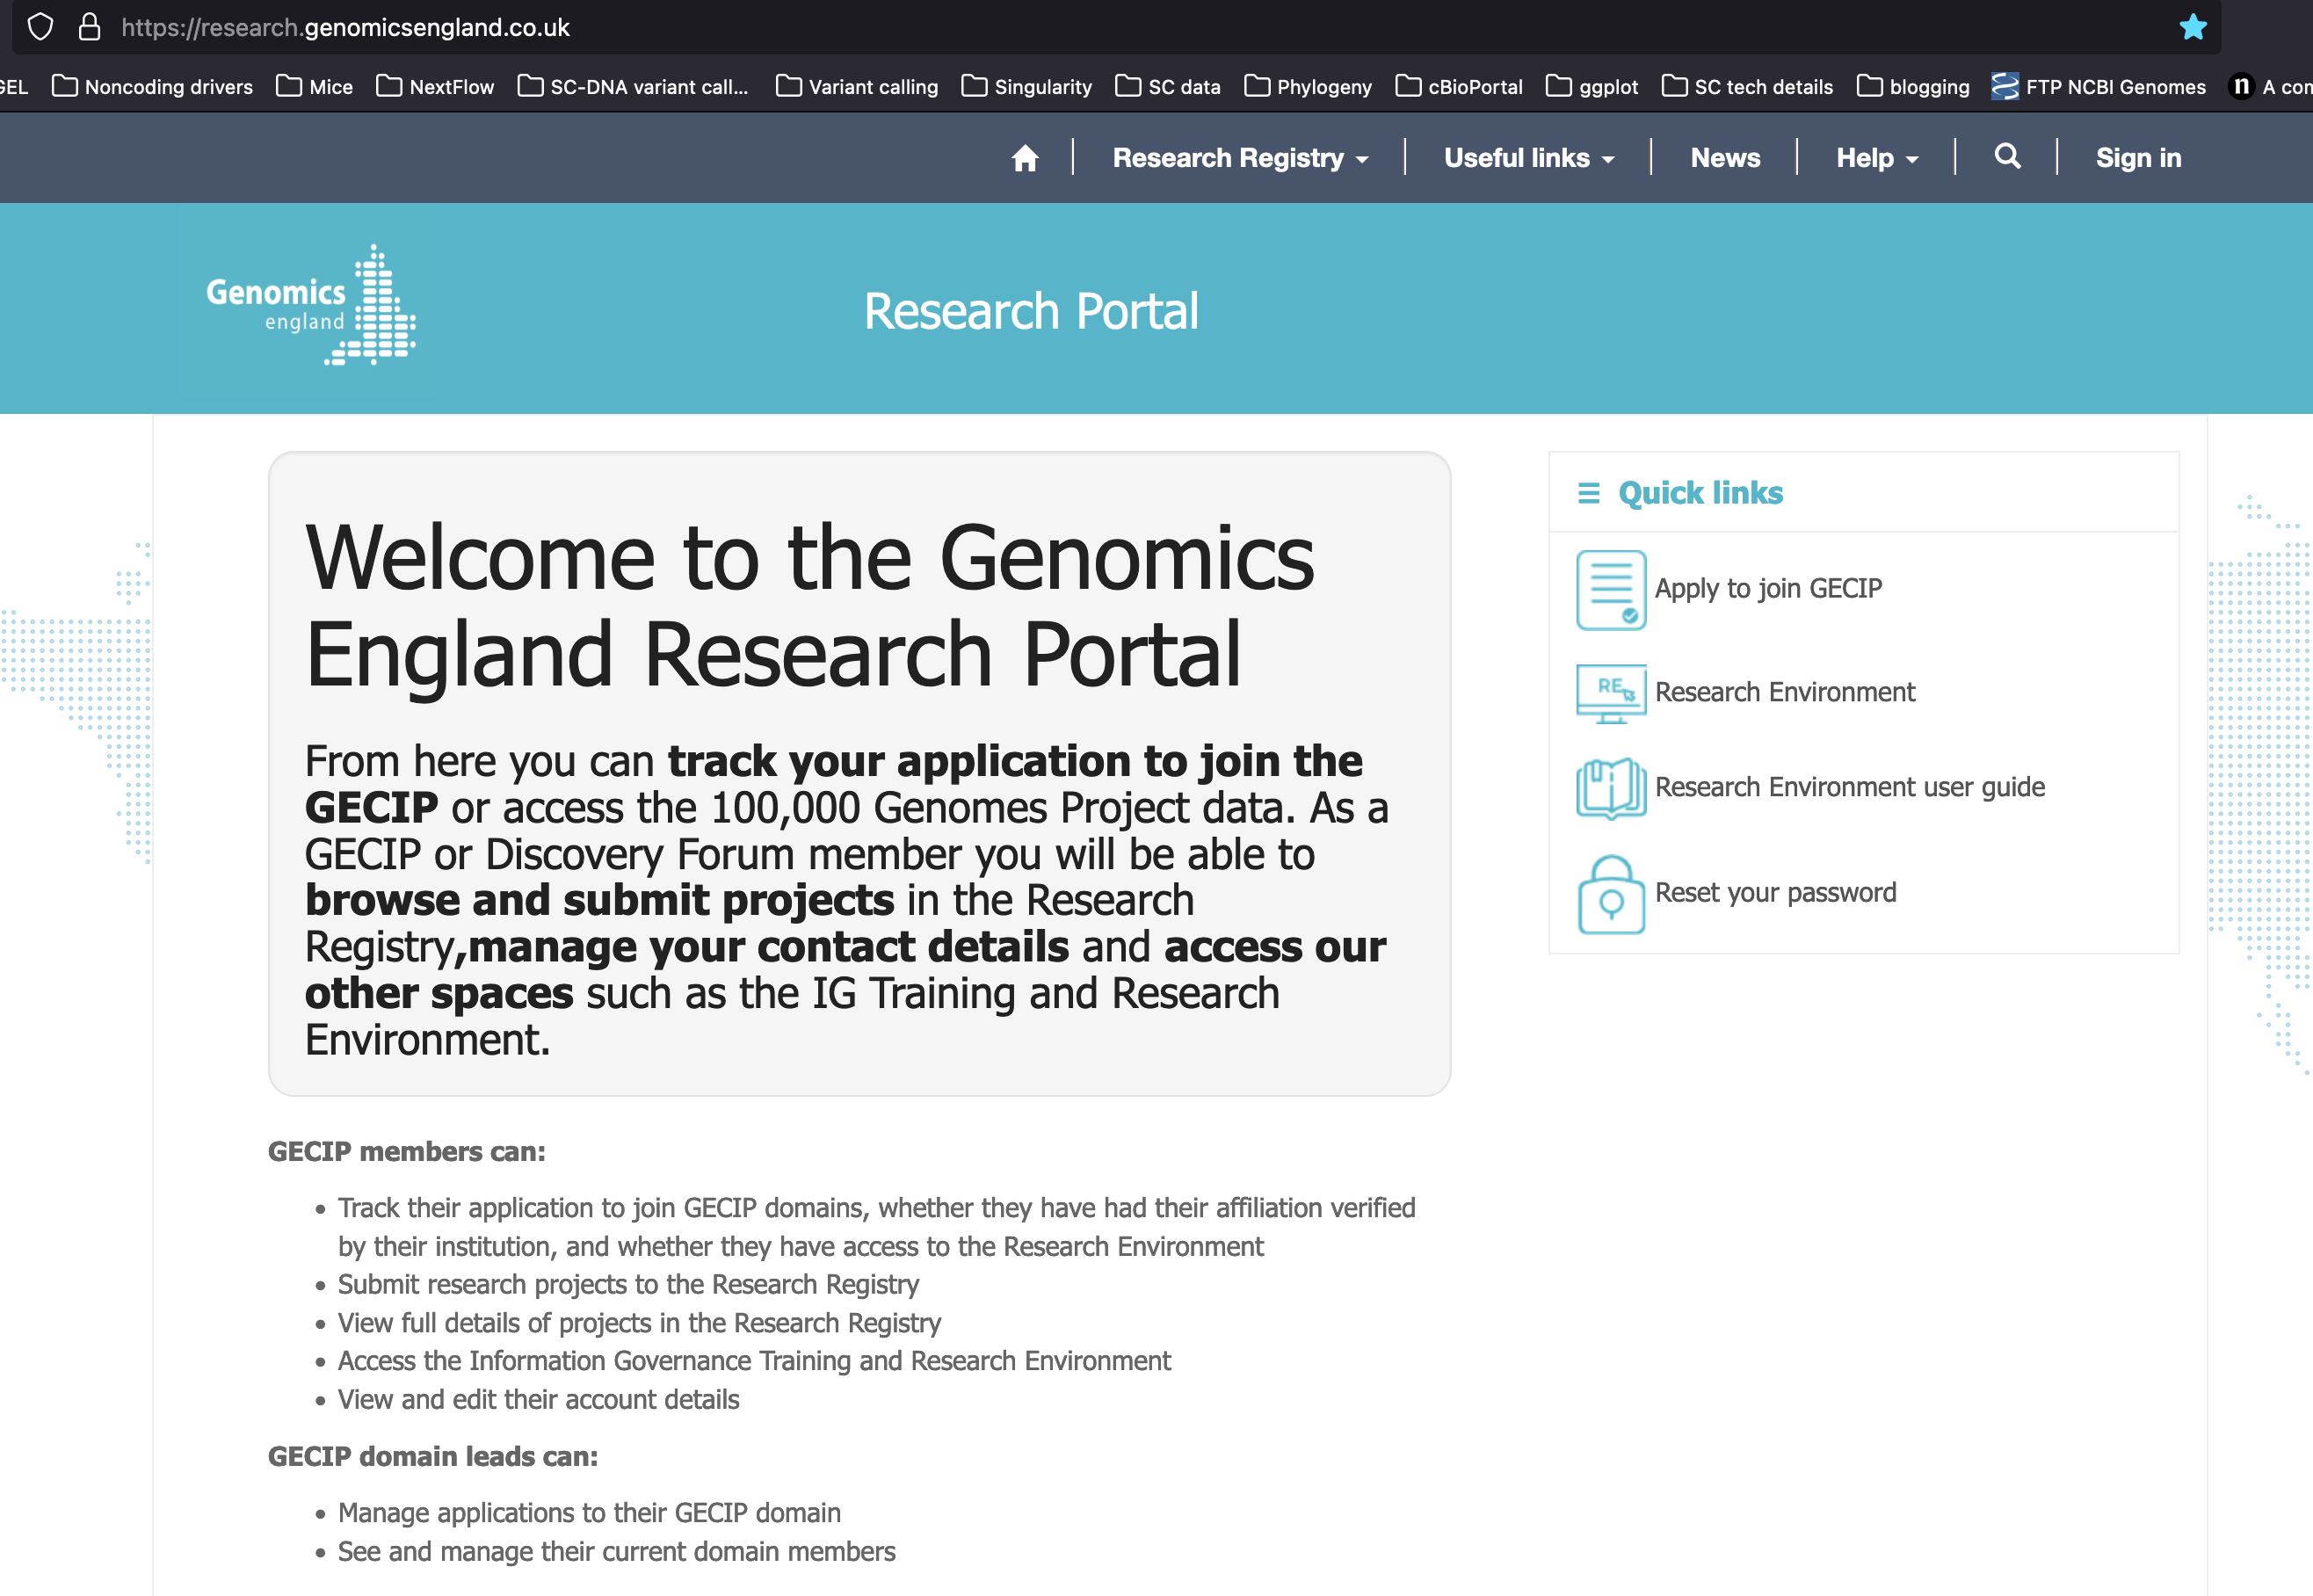 https://research.genomicsengland.co.uk
GEL Noncoding drivers Mice NextFlow SC-DNA variant call... Variant calling Singularity SC data Phylogeny cBioPortal ggplot SC tech details blogging FTP NCBI Genomes n A con
Research Registry Useful links News Help Sign in
Genomics
england
Research Portal
Welcome to the Genomics
England Research Portal
From here you can track your application to join the
GECIP or access the 100,000 Genomes Project data. As a
GECIP or Discovery Forum member you will be able to
browse and submit projects in the Research
Registry,manage your contact details and access our
other spaces such as the IG Training and Research
Environment.
GECIP members can:
• Track their application to join GECIP domains, whether they have had their affiliation verified
by their institution, and whether they have access to the Research Environment
• Submit research projects to the Research Registry
• View full details of projects in the Research Registry
• Access the Information Governance Training and Research Environment
• View and edit their account details
GECIP domain leads can:
• Manage applications to their GECIP domain
• See and manage their current domain members
Quick links
Apply to join GECIP
RE
Research Environment
Research Environment user guide
Reset your password